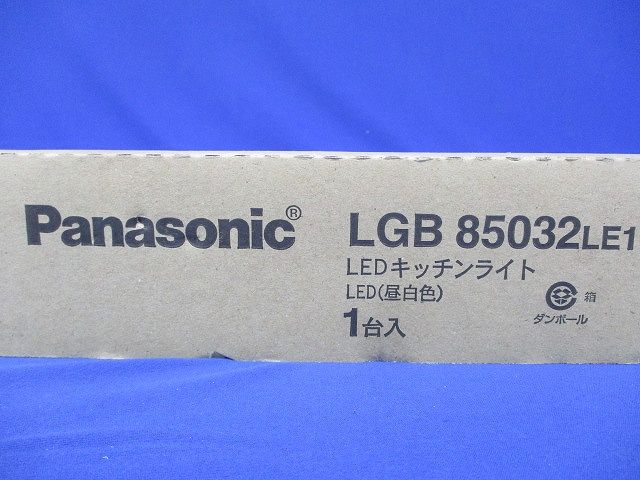 Panasonic®
LGB 85032LE1
LEDキッチンライト
LED(昼白色)
1台入
箱
ダンボール